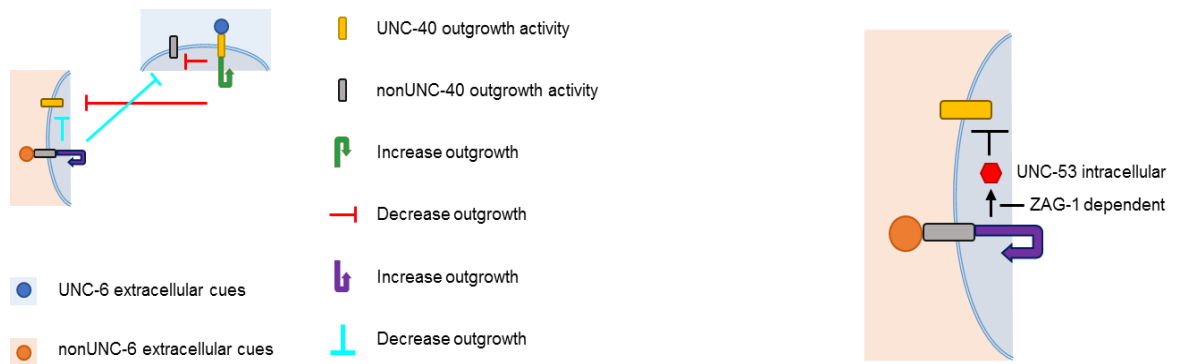 UNC-40 outgrowth activity
nonUNC-40 outgrowth activity
Increase outgrowth
Decrease outgrowth
Increase outgrowth
Decrease outgrowth
UNC-6 extracellular cues
nonUNC-6 extracellular cues
UNC-53 intracellular
ZAG-1 dependent